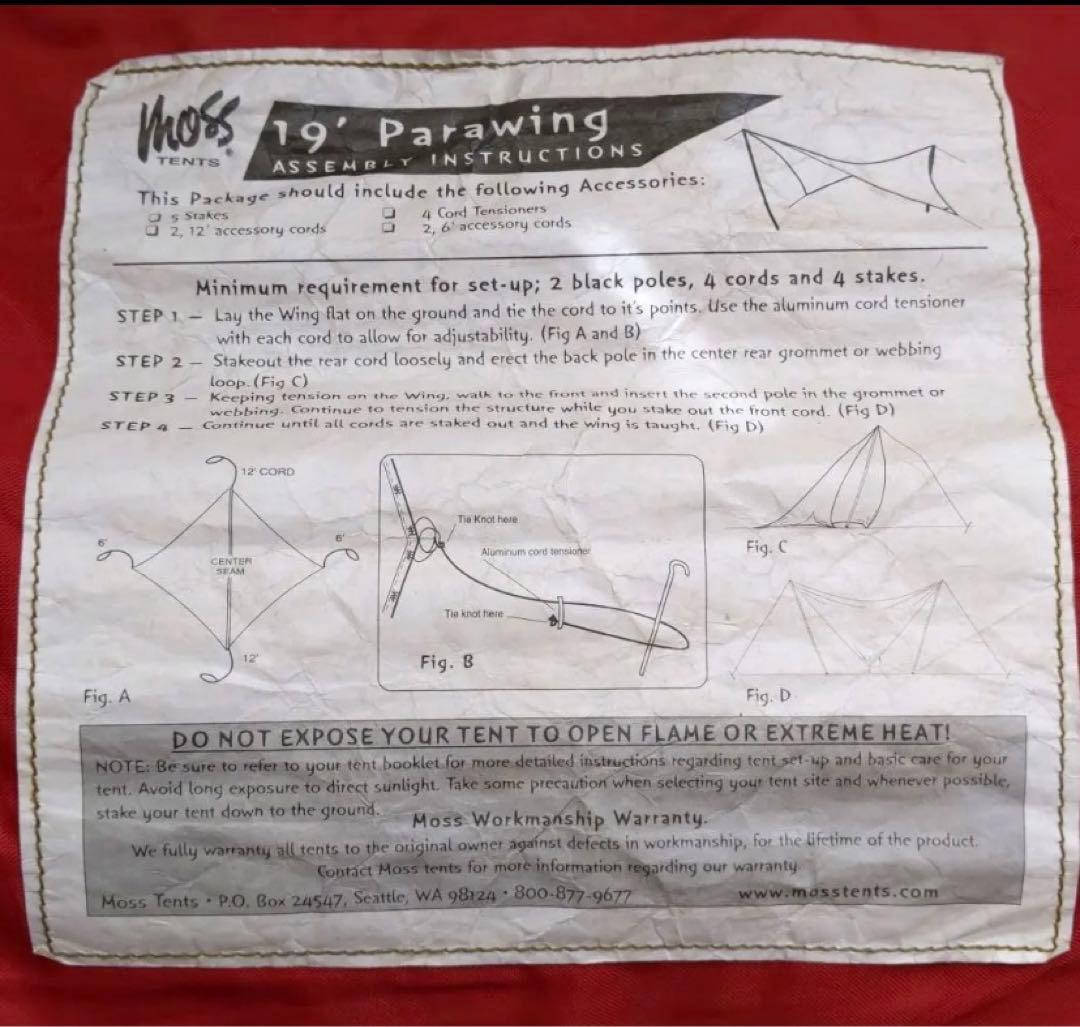 moss
TENTS®
19' Parawing
ASSEMBLY INSTRUCTIONS
This Package should include the following Accessories:
❏ 5 Stakes ❏ 4 Cord Tensioners
❏ 2, 12' accessory cords ❏ 2, 6' accessory cords
Minimum requirement for set-up; 2 black poles, 4 cords and 4 stakes.
STEP 1 – Lay the Wing flat on the ground and tie the cord to it's points. Use the aluminum cord tensioner
with each cord to allow for adjustability. (Fig A and B)
STEP 2 – Stakeout the rear cord loosely and erect the back pole in the center rear grommet or webbing
loop. (Fig C)
STEP 3 – Keeping tension on the Wing, walk to the front and insert the second pole in the grommet or
webbing. Continue to tension the structure while you stake out the front cord. (Fig D)
STEP 4 – Continue until all cords are staked out and the wing is taught. (Fig D)
12' CORD
6'
6'
CENTER
SEAM
12'
Fig. A
Tie Knot here
Aluminum cord tensioner
Tie knot here
Fig. B
Fig. C
Fig. D
DO NOT EXPOSE YOUR TENT TO OPEN FLAME OR EXTREME HEAT!
NOTE: Be sure to refer to your tent booklet for more detailed instructions regarding tent set-up and basic care for your
tent. Avoid long exposure to direct sunlight. Take some precaution when selecting your tent site and whenever possible,
stake your tent down to the ground.
Moss Workmanship Warranty.
We fully warranty all tents to the original owner against defects in workmanship, for the lifetime of the product.
Contact Moss tents for more information regarding our warranty.
Moss Tents • P.O. Box 24547, Seattle, WA 98124 • 800-877-9677 www.mosstents.com